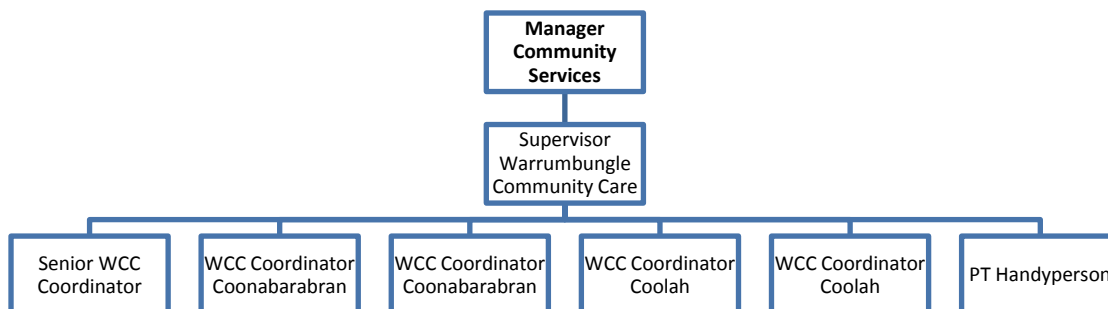 Manager
Community
Services
Supervisor
Warrumbungle
Community Care
Senior WCC
Coordinator
WCC Coordinator
Coonabarabran
WCC Coordinator
Coonabarabran
WCC Coordinator
Coolah
WCC Coordinator
Coolah
PT Handyperson